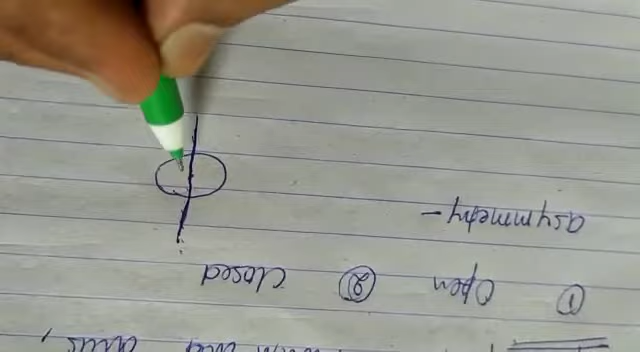 ① Open ② Closed
asymmetry -